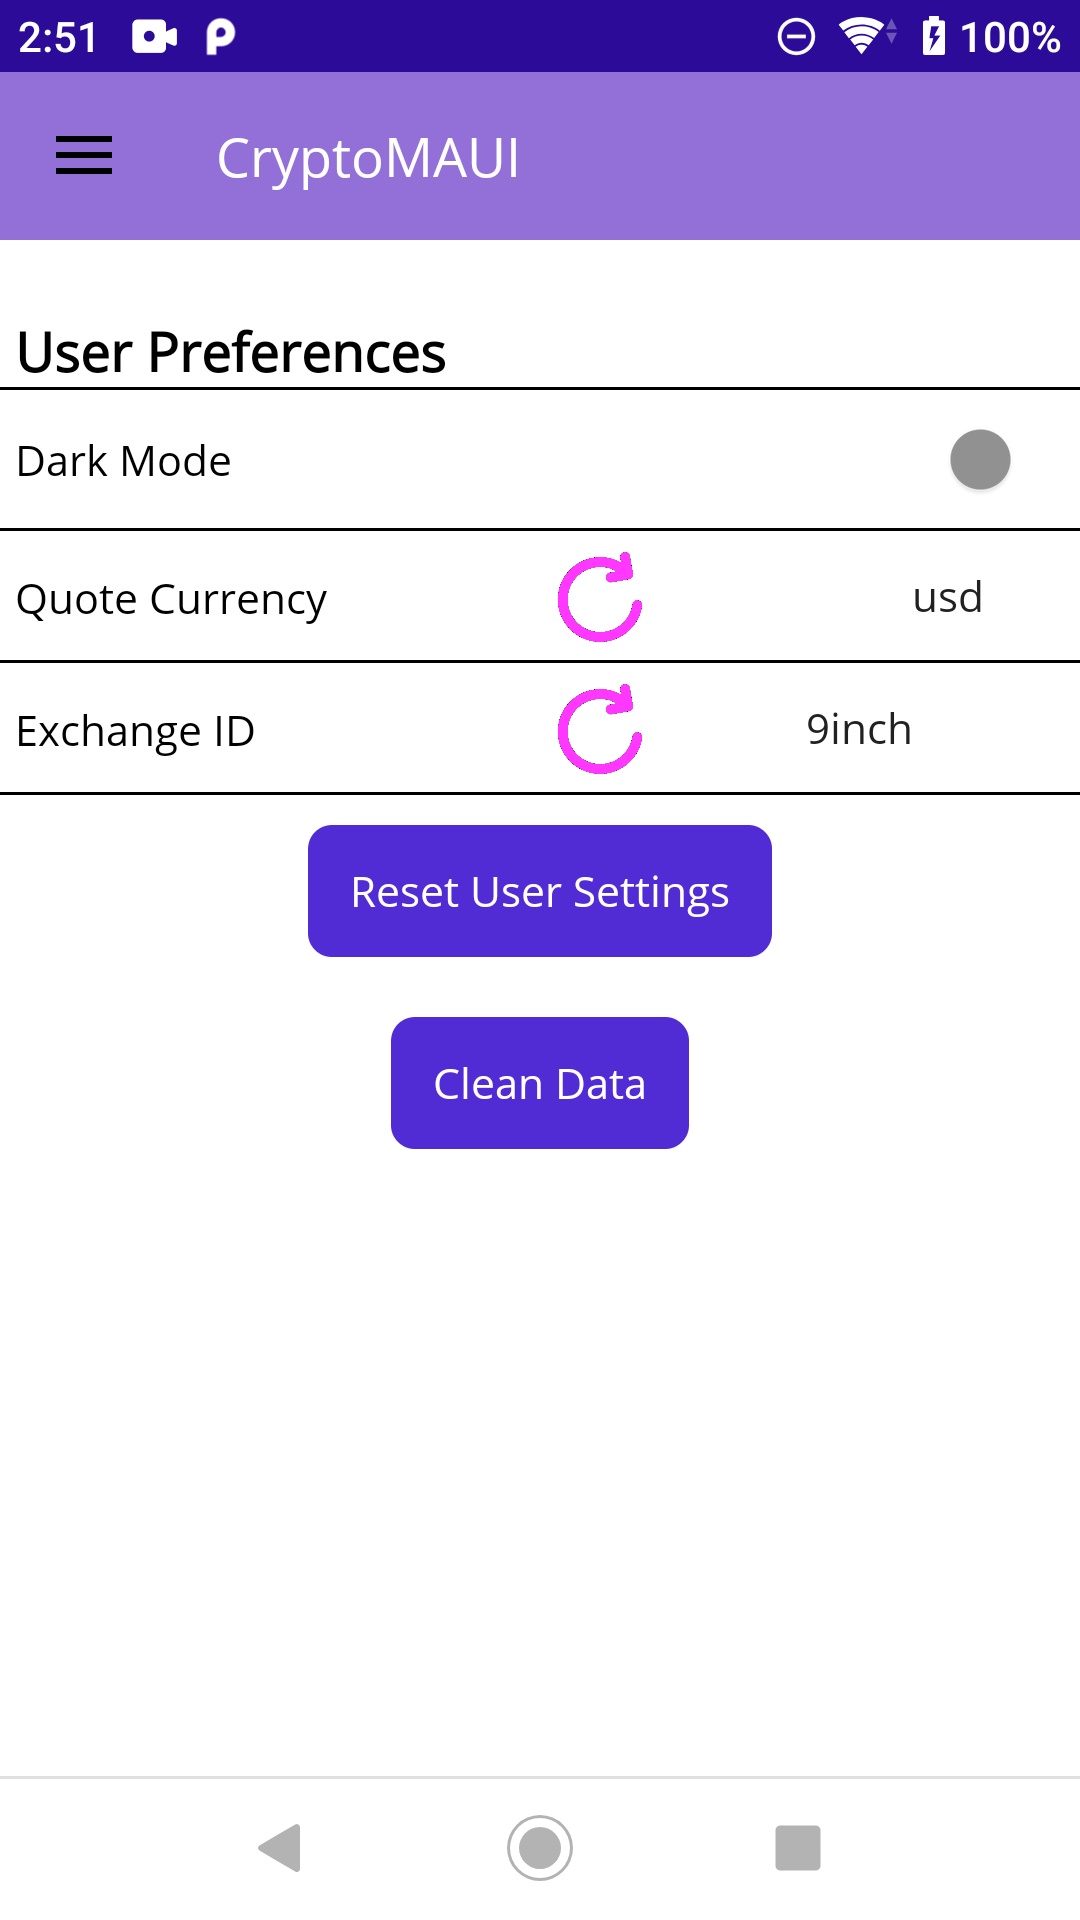 2:51
100%
CryptoMAUI
User Preferences
Dark Mode
Quote Currency usd
Exchange ID 9inch
Reset User Settings
Clean Data